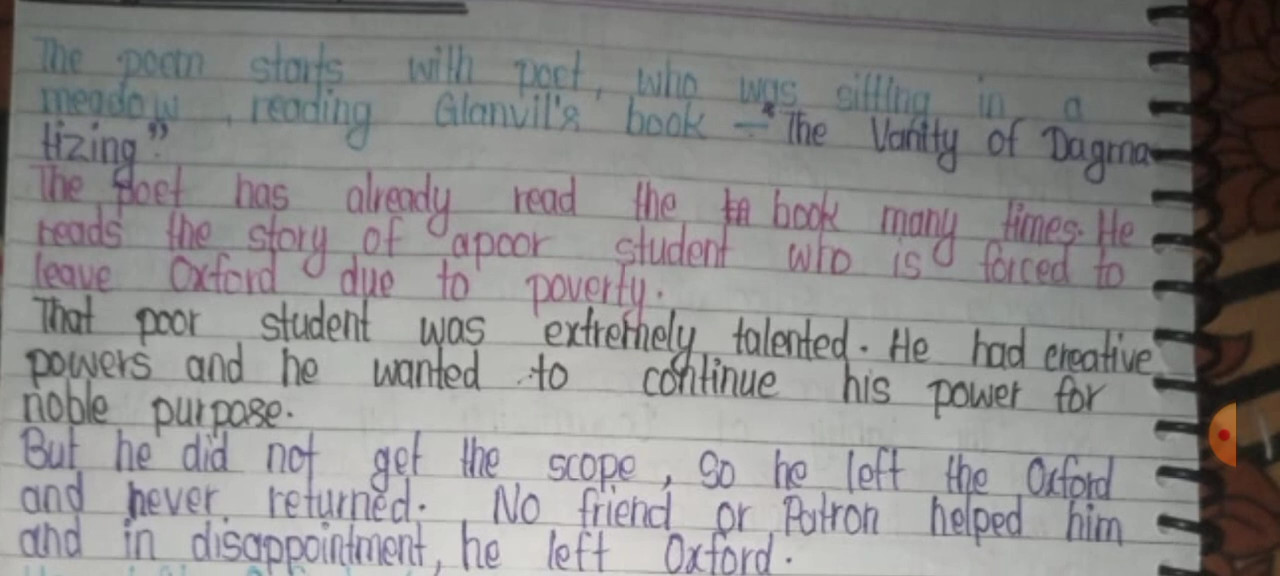 The poem starts with poet, who was sitting in a
meadow, reading Glanvil's book – "The Vanity of Dagma-
tizing"
The poet has already read the book many times. He
reads the story of apoor student who is forced to
leave Oxford due to poverty.
That poor student was extremely talented. He had creative
powers and he wanted to continue his power for
noble purpose.
But he did not get the scope, So he left the Oxford
and never returned. No friend or Patron helped him
and in disappointment, he left Oxford.